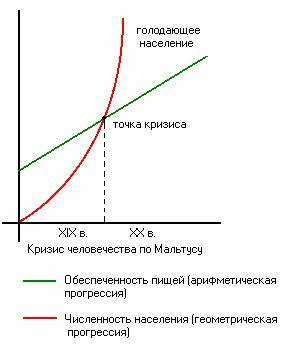 голодающее
население
точка кризиса
XIX в. XX в.
Кризис человечества по Мальтусу
Обеспеченность пищей (арифметическая
прогрессия)
Численность населения (геометрическая
прогрессия)